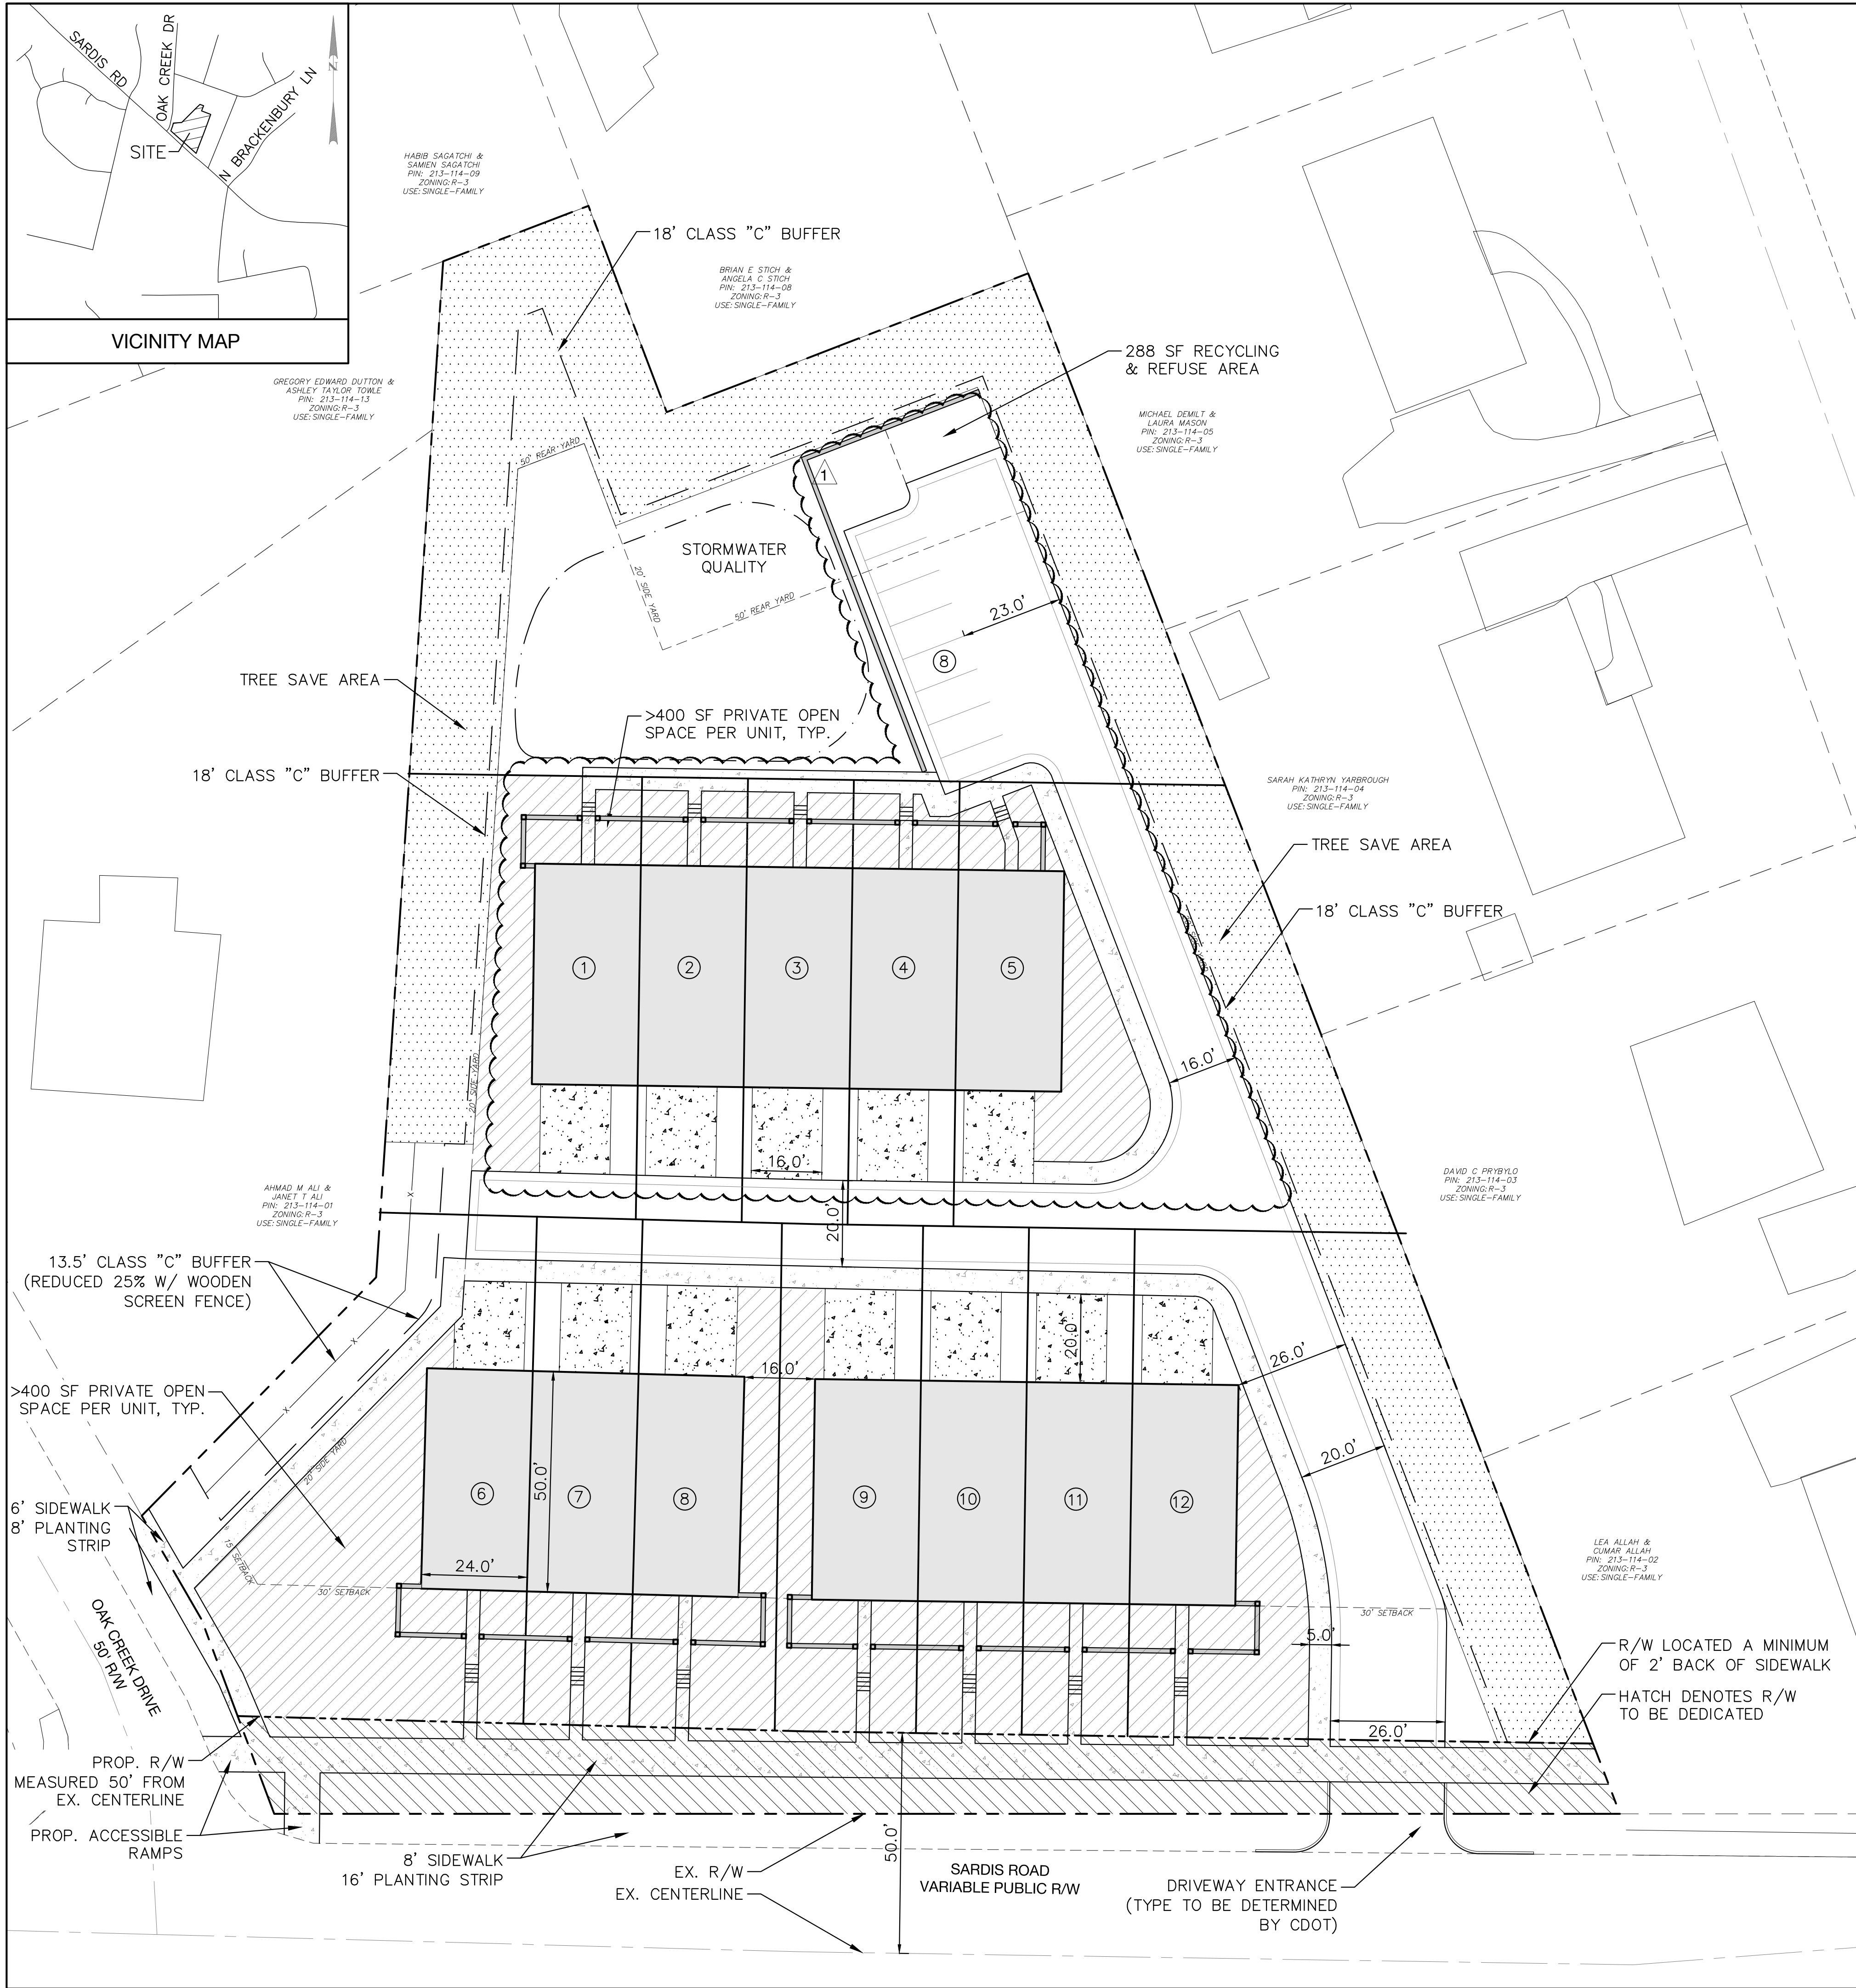 SARDIS RD
OAK CREEK DR
N
N BRACKENBURY LN
SITE
VICINITY MAP
HABIB SAGATCHI &
SAMIEN SAGATCHI
PIN: 213-114-09
ZONING: R-3
USE: SINGLE-FAMILY
18' CLASS "C" BUFFER
BRIAN E STICH &
ANGELA C STICH
PIN: 213-114-08
ZONING: R-3
USE: SINGLE-FAMILY
288 SF RECYCLING
& REFUSE AREA
GREGORY EDWARD DUTTON &
ASHLEY TAYLOR TOWLE
PIN: 213-114-13
ZONING: R-3
USE: SINGLE-FAMILY
MICHAEL DEMILT &
LAURA MASON
PIN: 213-114-05
ZONING: R-3
USE: SINGLE-FAMILY
50' REAR YARD
1
STORMWATER
QUALITY
20' SIDE YARD
50' REAR YARD
23.0'
8
TREE SAVE AREA
>400 SF PRIVATE OPEN
SPACE PER UNIT, TYP.
18' CLASS "C" BUFFER
SARAH KATHRYN YARBROUGH
PIN: 213-114-04
ZONING: R-3
USE: SINGLE-FAMILY
TREE SAVE AREA
18' CLASS "C" BUFFER
1
2
3
4
5
20' SIDE YARD
16.0'
16.0'
20.0'
AHMAD M ALI &
JANET T ALI
PIN: 213-114-01
ZONING: R-3
USE: SINGLE-FAMILY
DAVID C PRYBYLO
PIN: 213-114-03
ZONING: R-3
USE: SINGLE-FAMILY
X
X
X
13.5' CLASS "C" BUFFER
(REDUCED 25% W/ WOODEN
SCREEN FENCE)
20.0'
26.0'
16.0'
>400 SF PRIVATE OPEN
SPACE PER UNIT, TYP.
20' SIDE YARD
20.0'
50.0'
6
7
8
9
10
11
12
6' SIDEWALK
8' PLANTING
STRIP
15' SETBACK
24.0'
30' SETBACK
30' SETBACK
LEA ALLAH &
CUMAR ALLAH
PIN: 213-114-02
ZONING: R-3
USE: SINGLE-FAMILY
OAK CREEK DRIVE
50' R/W
5.0'
R/W LOCATED A MINIMUM
OF 2' BACK OF SIDEWALK
HATCH DENOTES R/W
TO BE DEDICATED
26.0'
PROP. R/W
MEASURED 50' FROM
EX. CENTERLINE
PROP. ACCESSIBLE
RAMPS
8' SIDEWALK
16' PLANTING STRIP
50.0'
EX. R/W
EX. CENTERLINE
SARDIS ROAD
VARIABLE PUBLIC R/W
DRIVEWAY ENTRANCE
(TYPE TO BE DETERMINED
BY CDOT)